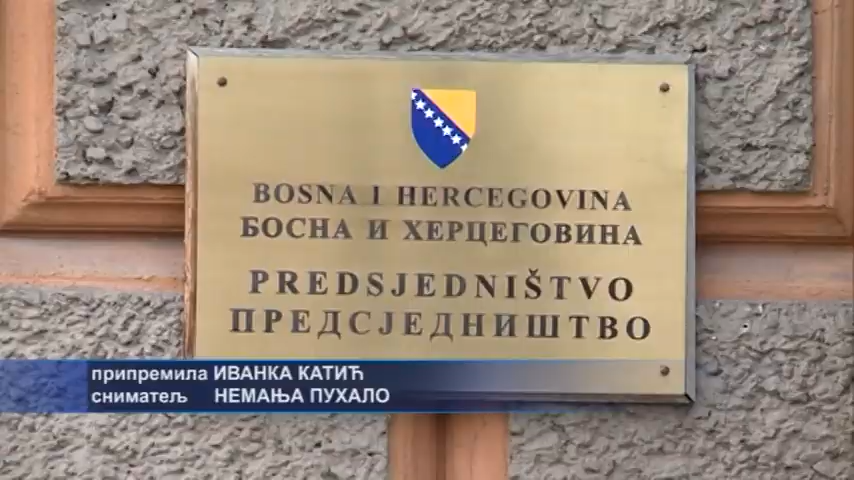 BOSNA I HERCEGOVINA
БОСНА И ХЕРЦЕГОВИНА
PREDSJEDNIŠTVO
ПРЕДСЈЕДНИШТВО
припремила ИВАНКА КАТИЋ
сниматељ НЕМАЊА ПУХАЛО